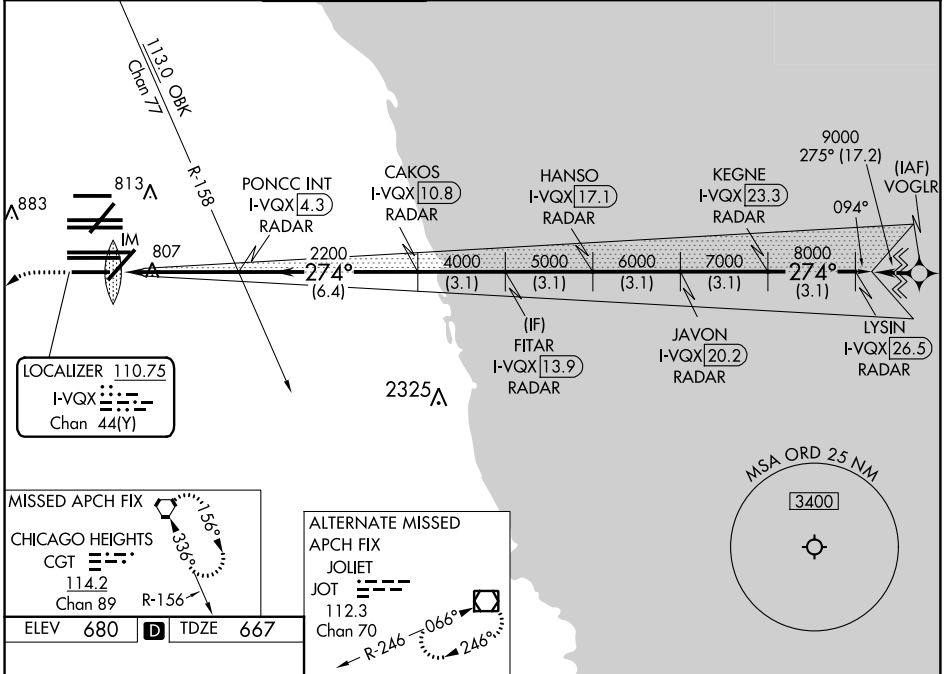 113.0 OBK
Chan 77
R-158
883
813
IM
807
PONCC INT
I-VQX 4.3
RADAR
CAKOS
I-VQX 10.8
RADAR
HANSO
I-VQX 17.1
RADAR
KEGNE
I-VQX 23.3
RADAR
9000
275° (17.2)
(IAF)
VOGLR
094°
2200
274°
(6.4)
4000
(3.1)
5000
(3.1)
6000
(3.1)
7000
(3.1)
8000
274°
(3.1)
(IF)
FITAR
I-VQX 13.9
RADAR
JAVON
I-VQX 20.2
RADAR
LYSIN
I-VQX 26.5
RADAR
LOCALIZER 110.75
I-VQX
Chan 44(Y)
2325
MSA ORD 25 NM
3400
MISSED APCH FIX
CHICAGO HEIGHTS
CGT
114.2
Chan 89
R-156
336°
156°
ALTERNATE MISSED
APCH FIX
JOLIET
JOT
112.3
Chan 70
R-246
066°
246°
ELEV 680 D TDZE 667